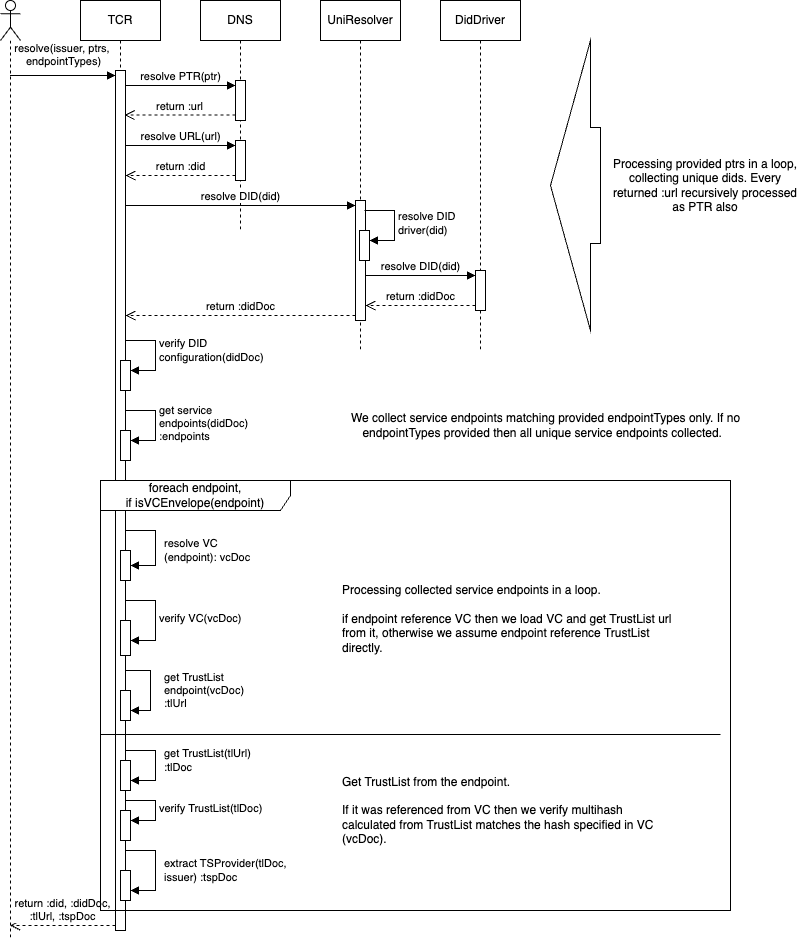 TCR
DNS
UniResolver
DidDriver
resolve(issuer, ptrs,
endpointTypes)
resolve PTR(ptr)
return :url
resolve URL(url)
return :did
Processing provided ptrs in a loop,
collecting unique dids. Every
returned :url recursively processed
as PTR also
resolve DID(did)
resolve DID
driver(did)
resolve DID(did)
return :didDoc
return :didDoc
verify DID
configuration(didDoc)
get service
endpoints(didDoc)
:endpoints
We collect service endpoints matching provided endpointTypes only. If no
endpointTypes provided then all unique service endpoints collected.
foreach endpoint,
if isVCEnvelope(endpoint)
resolve VC
(endpoint): vcDoc
Processing collected service endpoints in a loop.
if endpoint reference VC then we load VC and get TrustList url
from it, otherwise we assume endpoint reference TrustList
directly.
verify VC(vcDoc)
get TrustList
endpoint(vcDoc)
:tlUrl
get TrustList(tlUrl)
:tlDoc
Get TrustList from the endpoint.
If it was referenced from VC then we verify multihash
calculated from TrustList matches the hash specified in VC
(vcDoc).
verify TrustList(tlDoc)
extract TSProvider(tlDoc,
issuer) :tspDoc
return :did, :didDoc,
:tlUrl, :tspDoc